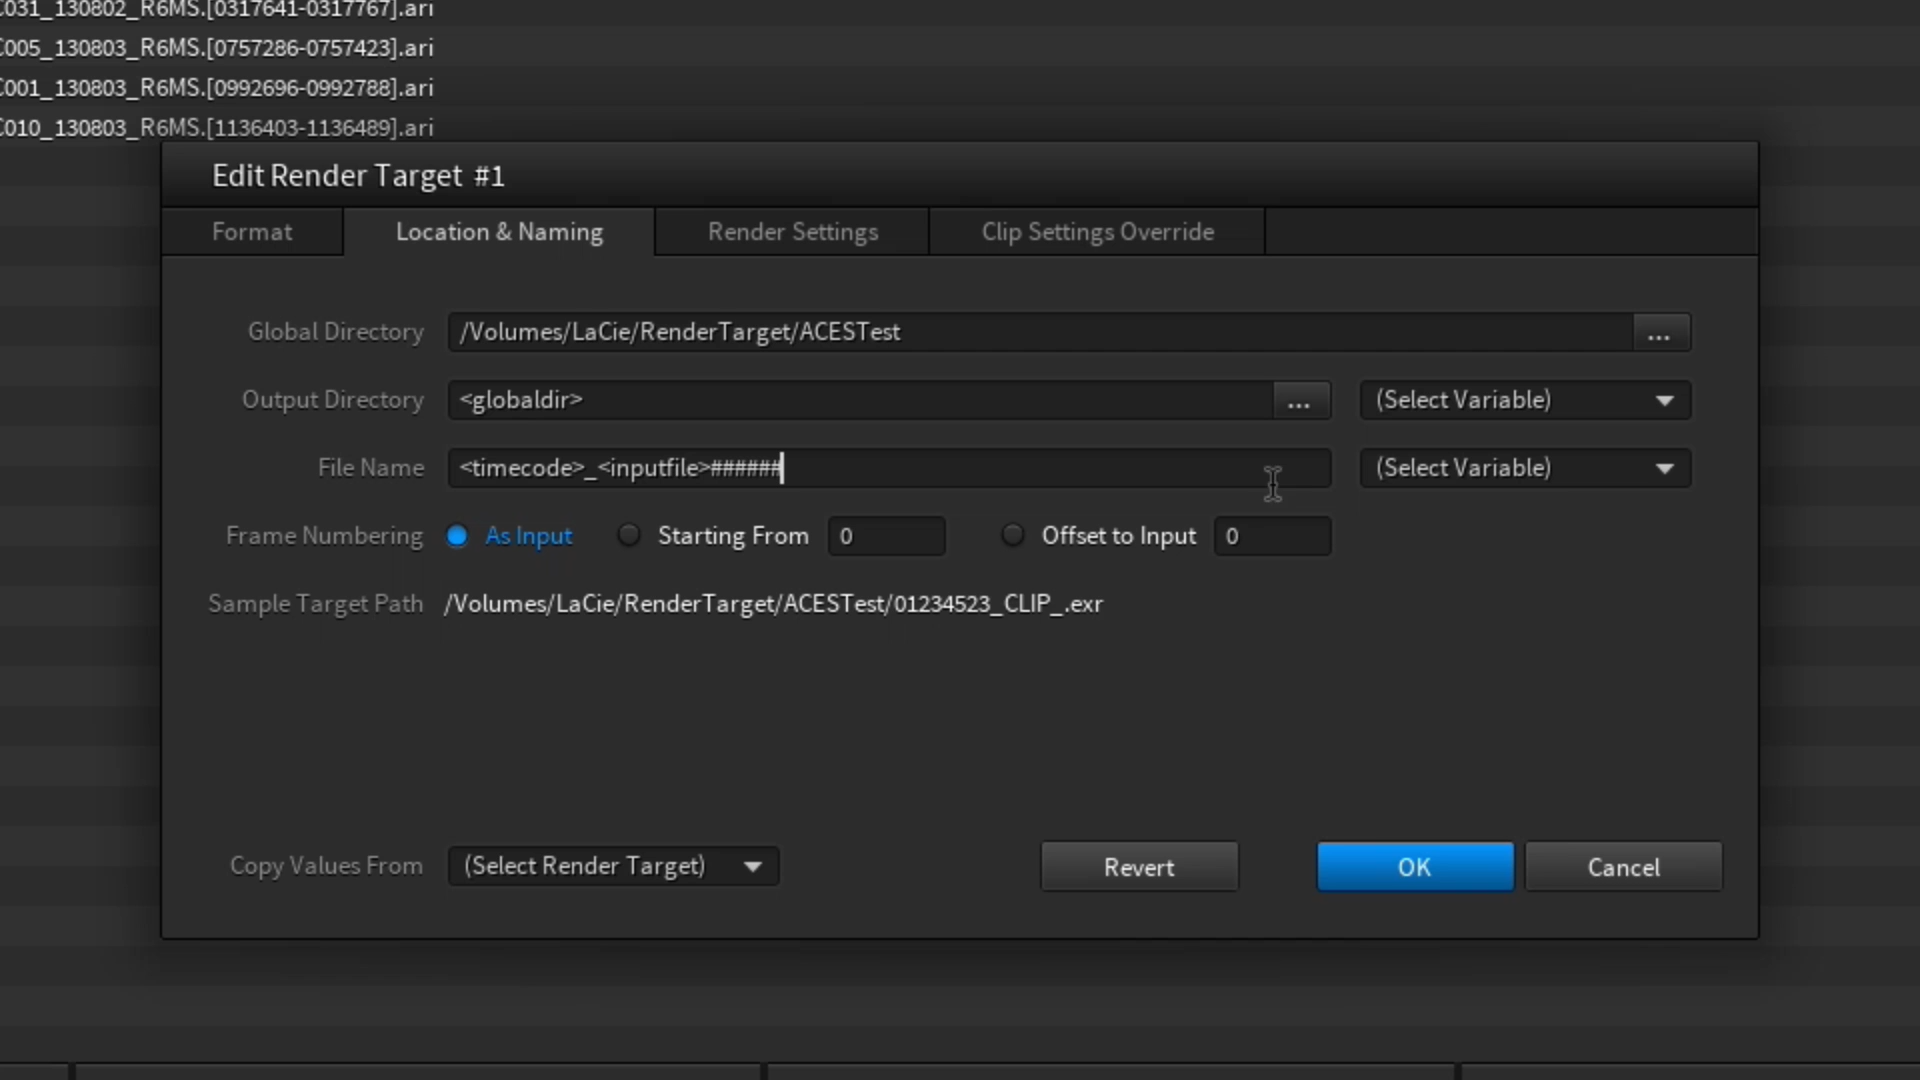 C031_130802_R6MS.[0317641-0317767].ari
C005_130803_R6MS.[0757286-0757423].ari
C001_130803_R6MS.[0992696-0992788].ari
C010_130803_R6MS.[1136403-1136489].ari
Edit Render Target #1
Format Location & Naming Render Settings Clip Settings Override
Global Directory /Volumes/LaCie/RenderTarget/ACESTest ...
Output Directory <globaldir> ... (Select Variable)
File Name <timecode>_<inputfile>###### (Select Variable)
Frame Numbering As Input Starting From 0 Offset to Input 0
Sample Target Path /Volumes/LaCie/RenderTarget/ACESTest/01234523_CLIP_.exr
Copy Values From (Select Render Target) Revert OK Cancel